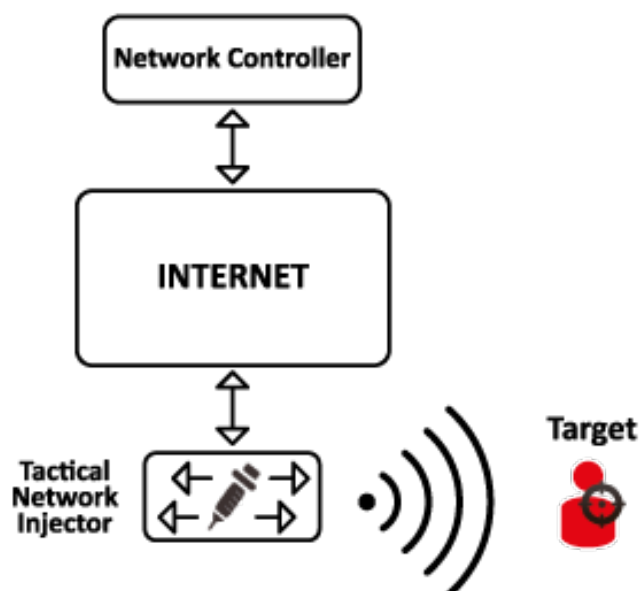 Network Controller
INTERNET
Tactical
Network
Injector
Target